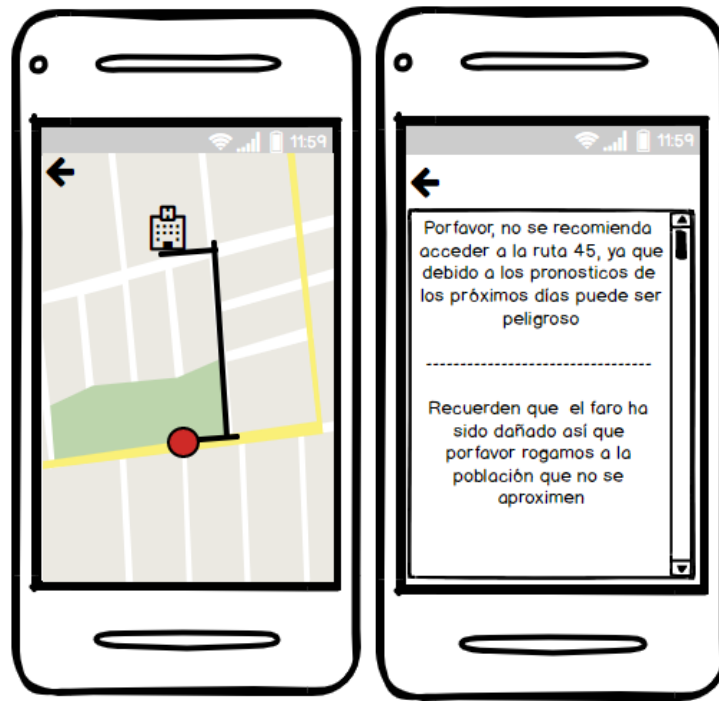 11:59
H
11:59
Porfavor, no se recomienda
acceder a la ruta 45, ya que
debido a los pronosticos de
los próximos días puede ser
peligroso
---------------------------------
Recuerden que el faro ha
sido dañado así que
porfavor rogamos a la
población que no se
aproximen